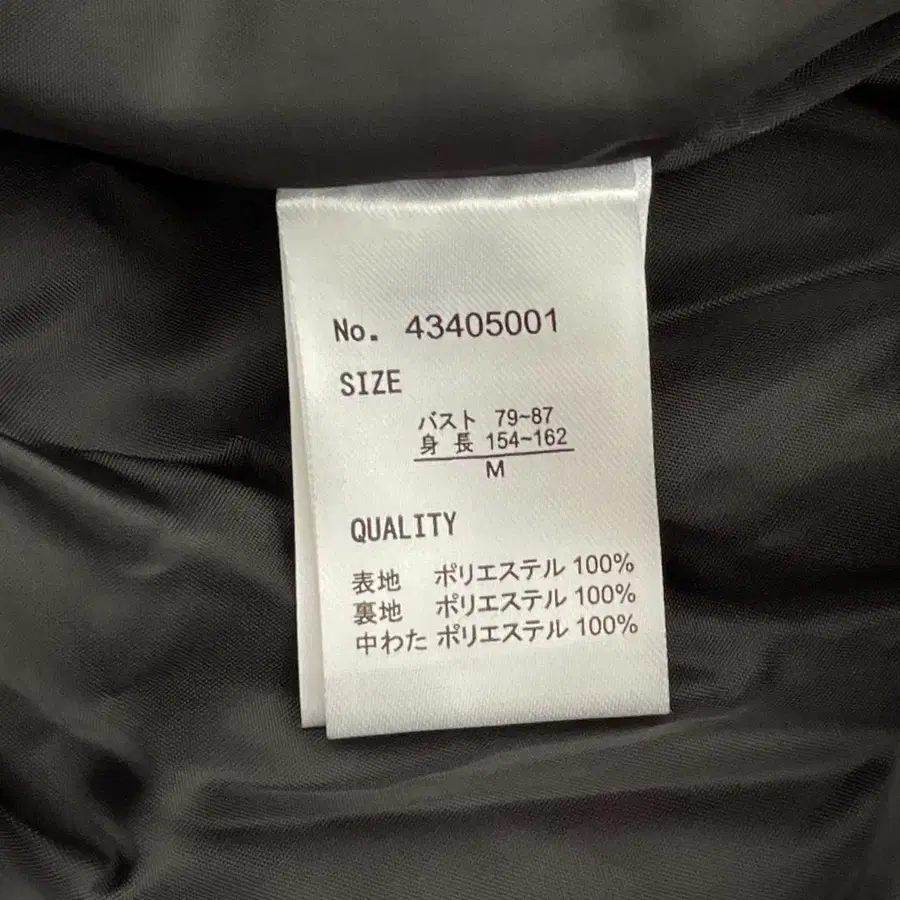 No. 43405001
SIZE
バスト 79~87
身長 154~162
M
QUALITY
表地 ポリエステル 100%
裏地 ポリエステル 100%
中わた ポリエステル 100%